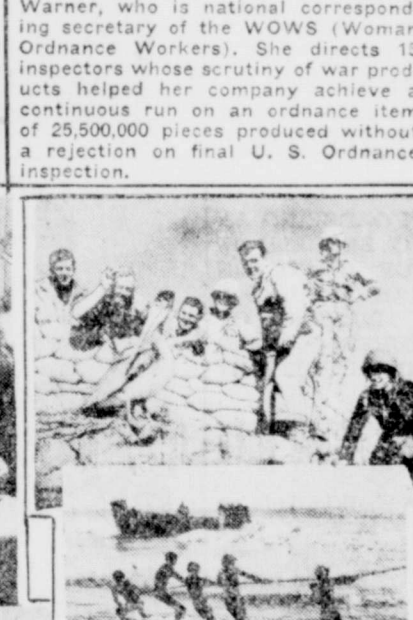 Warner, who is national correspond-
ing secretary of the WOWS (Woman
Ordnance Workers). She directs
inspectors whose scrutiny of war prod-
ucts helped her company achieve a
continuous run on an ordnance item
of 25,500,000 pieces produced without
a rejection on final U. S. Ordnance
inspection.